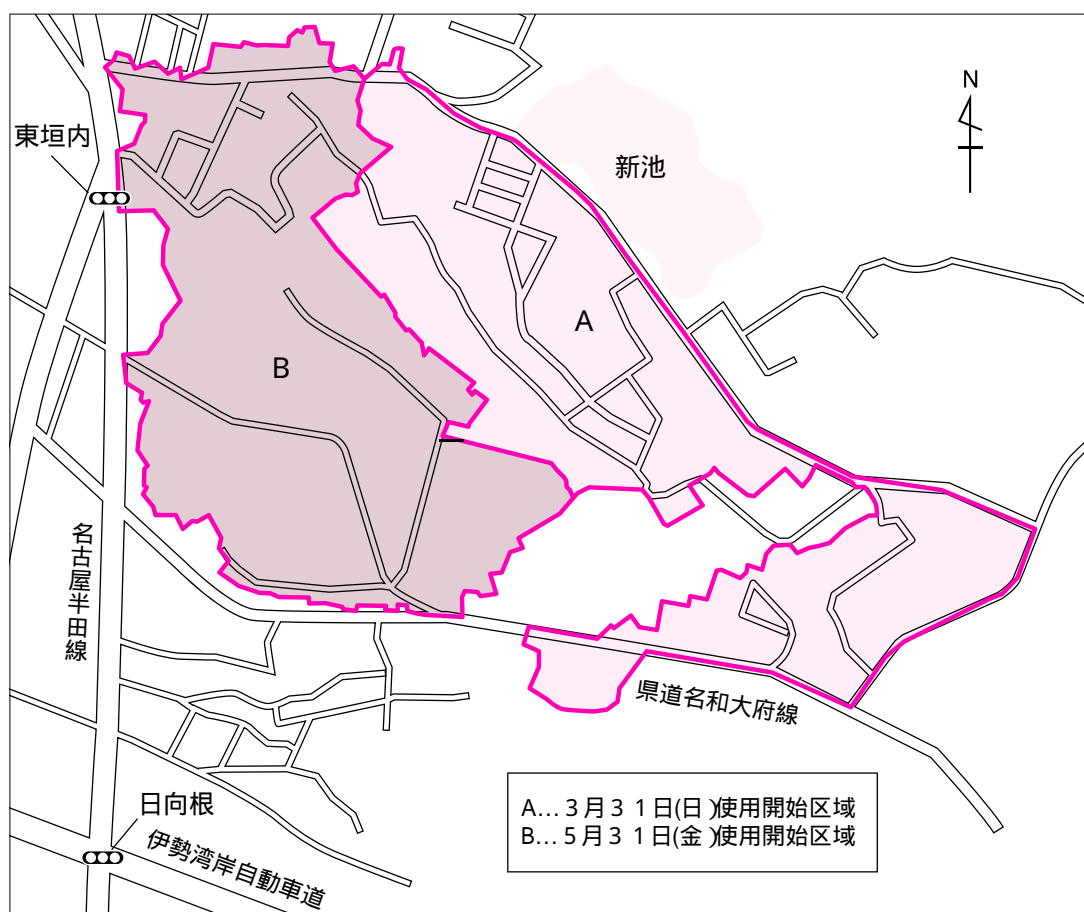 N
東垣内
新池
A
B
名古屋半田線
県道名和大府線
日向根
伊勢湾岸自動車道
A…3月31日(日)使用開始区域
B…5月31日(金)使用開始区域